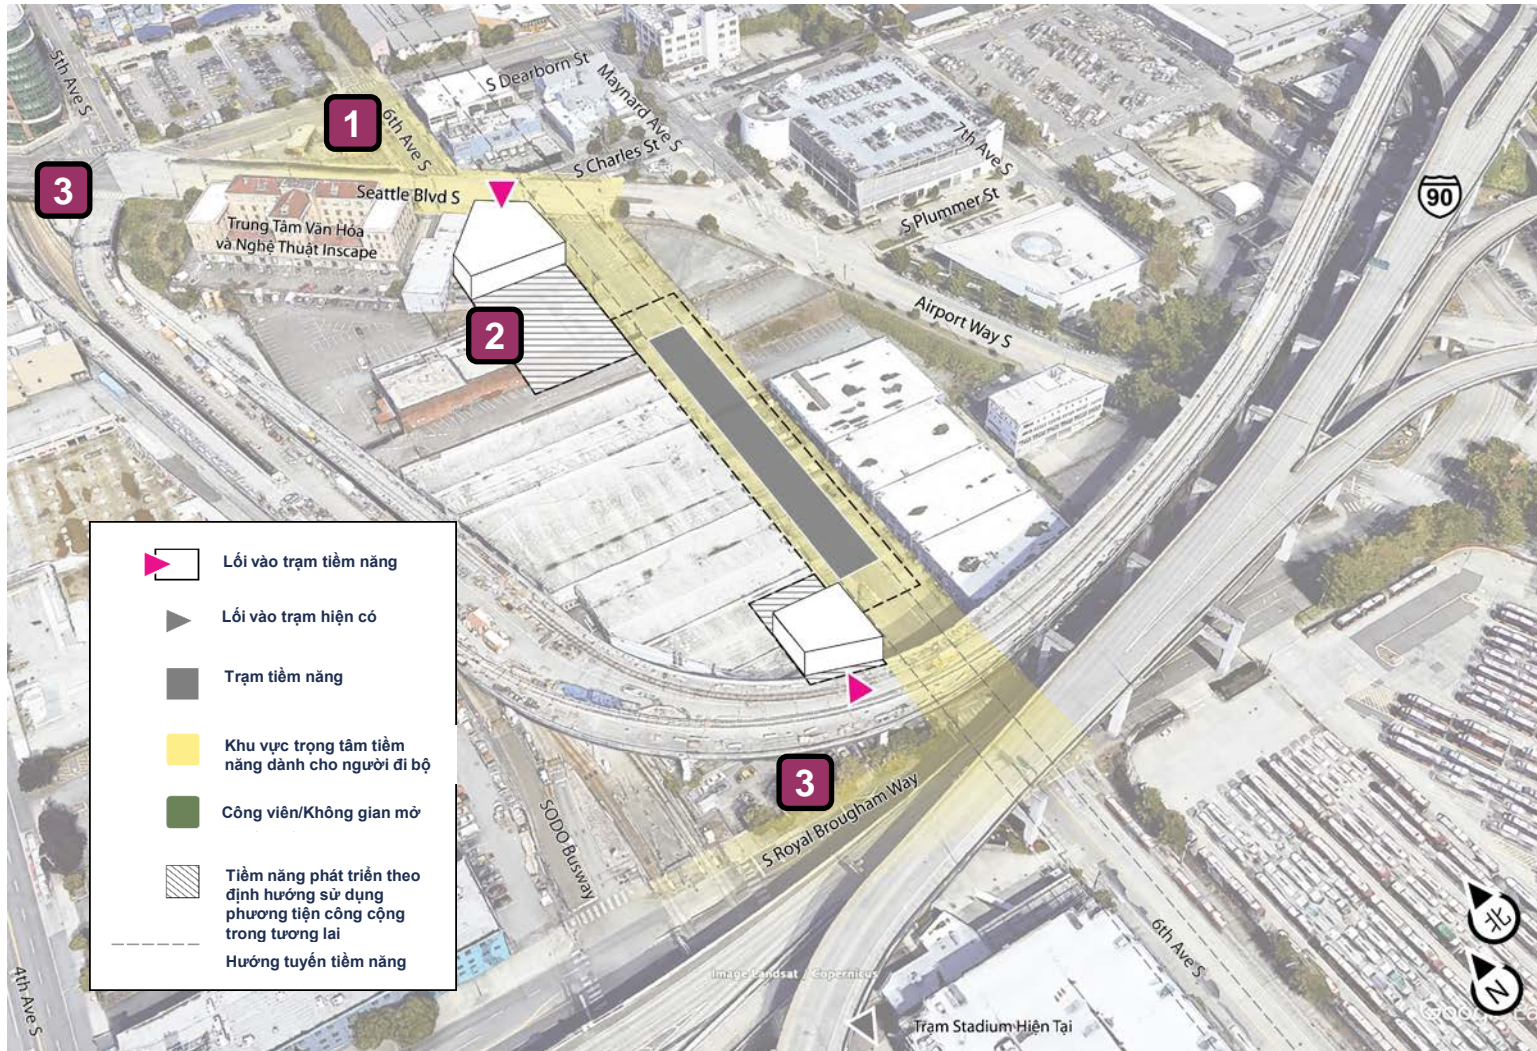 5th Ave S
S Dearborn St
Maynard Ave S
1
6th Ave S
7th Ave S
S Charles St
3
Seattle Blvd S
90
S Plummer St
Trung Tâm Văn Hóa
và Nghệ Thuật Inscape
Airport Way S
2
Lối vào trạm tiềm năng
Lối vào trạm hiện có
Trạm tiềm năng
Khu vực trọng tâm tiềm
năng dành cho người đi bộ
Công viên/Không gian mở
Tiềm năng phát triển theo
định hướng sử dụng
phương tiện công cộng
trong tương lai
Hướng tuyến tiềm năng
3
S Royal Brougham Way
SODO Busway
4th Ave S
6th Ave S
北
N
Image Landsat / Copernicus
Trạm Stadium Hiện Tại